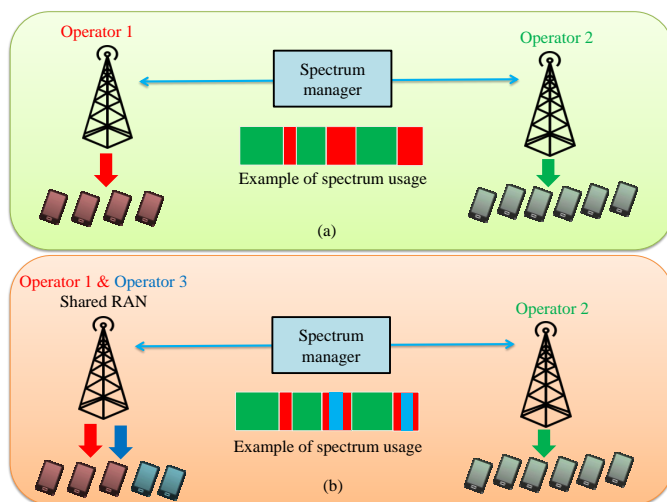 Operator 1
Operator 2
Spectrum
manager
Example of spectrum usage
(a)
Operator 1 & Operator 3
Shared RAN
Operator 2
Spectrum
manager
Example of spectrum usage
(b)